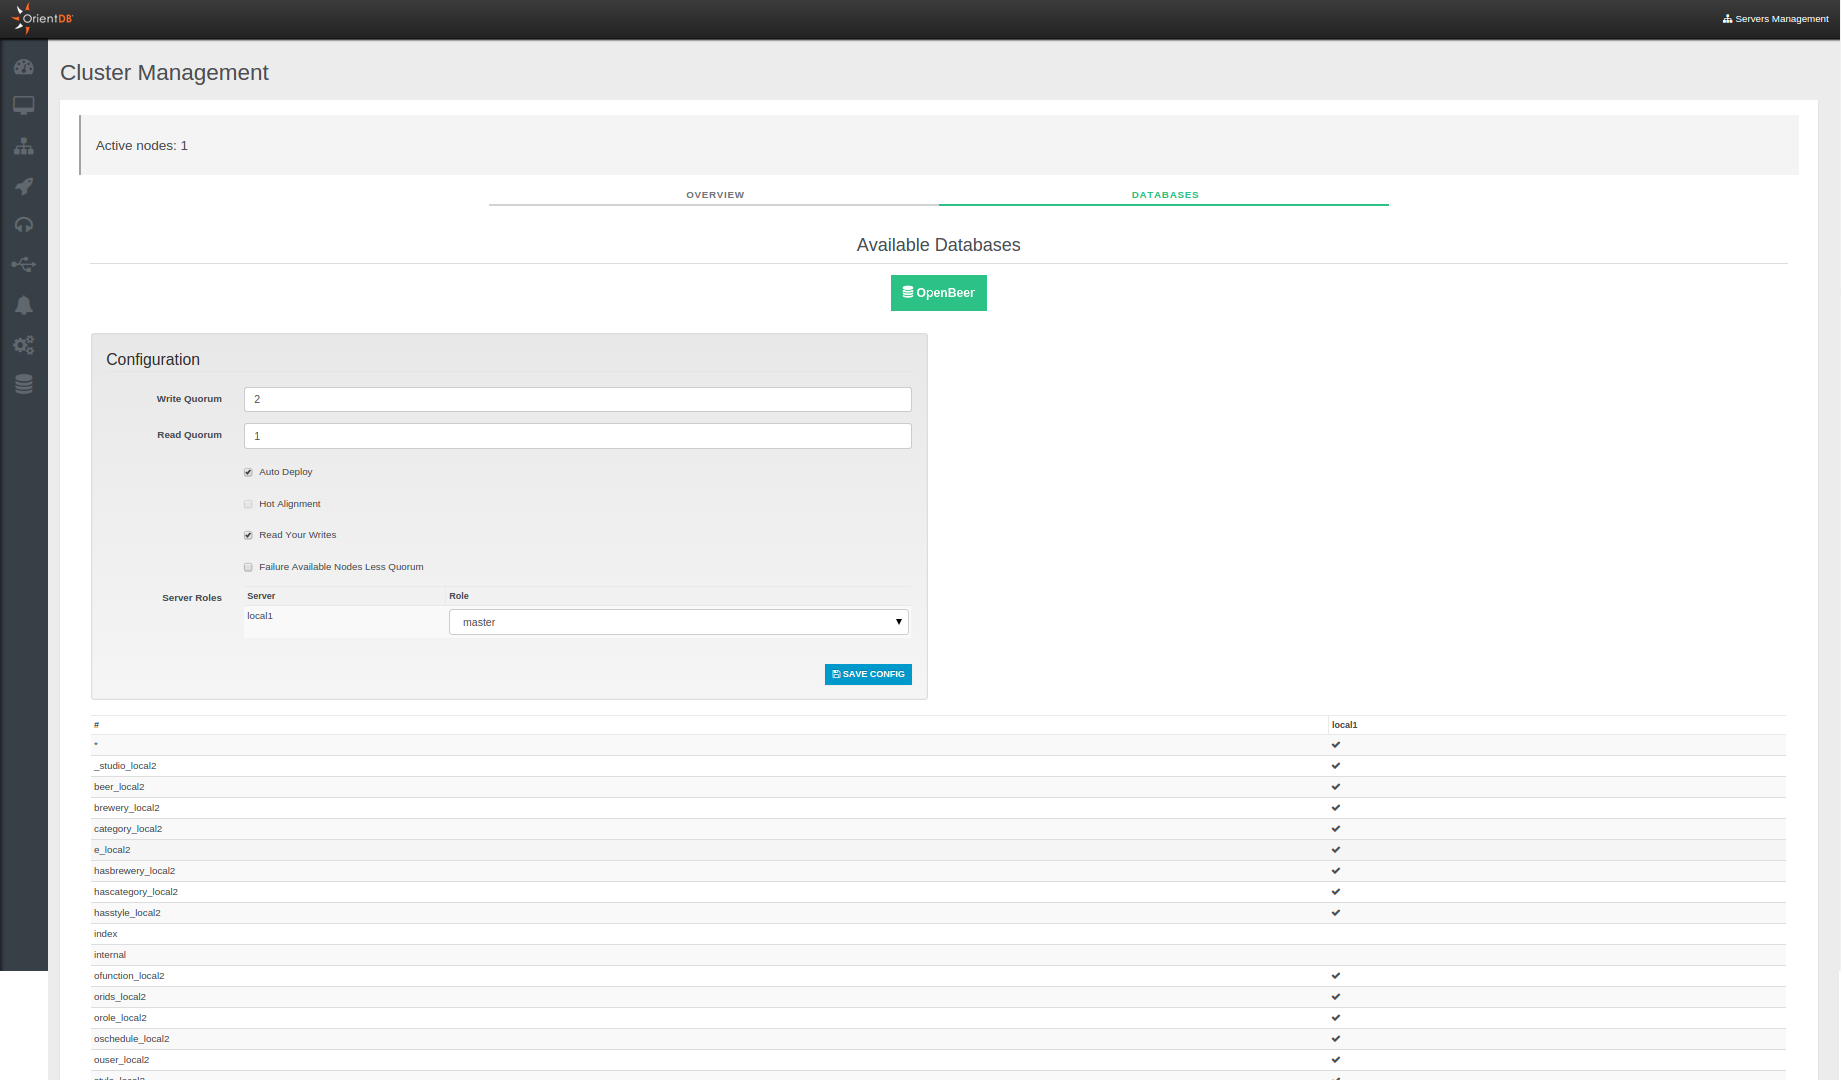 OrientDB
Servers Management
Cluster Management
Active nodes: 1
OVERVIEW
DATABASES
Available Databases
OpenBeer
Configuration
Write Quorum 2
Read Quorum 1
Auto Deploy
Hot Alignment
Read Your Writes
Failure Available Nodes Less Quorum
Server Roles
Server Role
local1 master
SAVE CONFIG
# local1
*
_studio_local2
beer_local2
brewery_local2
category_local2
e_local2
hasbrewery_local2
hascategory_local2
hasstyle_local2
index
internal
ofunction_local2
orids_local2
orole_local2
oschedule_local2
ouser_local2